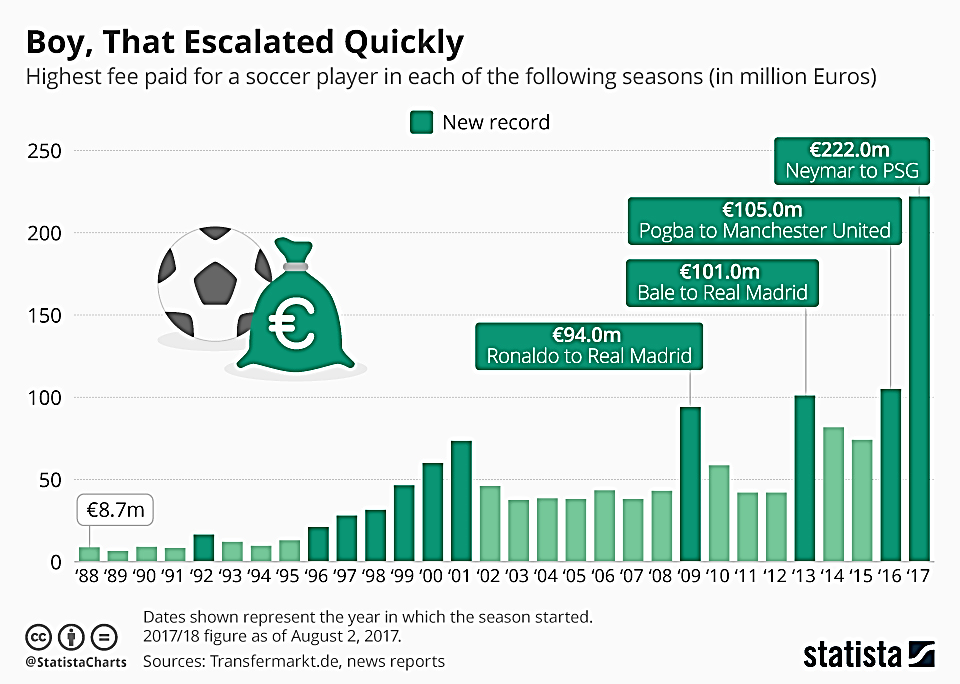 Boy, That Escalated Quickly
Highest fee paid for a soccer player in each of the following seasons (in million Euros)
New record
250
200
150
100
50
0
€222.0m
Neymar to PSG
€105.0m
Pogba to Manchester United
€101.0m
Bale to Real Madrid
€94.0m
Ronaldo to Real Madrid
€
€8.7m
‘88 ‘89 ‘90 ‘91 ‘92 ‘93 ‘94 ‘95 ‘96 ‘97 ‘98 ‘99 ‘00 ‘01 ‘02 ‘03 ‘04 ‘05 ‘06 ‘07 ‘08 ‘09 ‘10 ‘11 ‘12 ‘13 ‘14 ‘15 ‘16 ‘17
Dates shown represent the year in which the season started.
2017/18 figure as of August 2, 2017.
Sources: Transfermarkt.de, news reports
cc
@StatistaCharts
statista